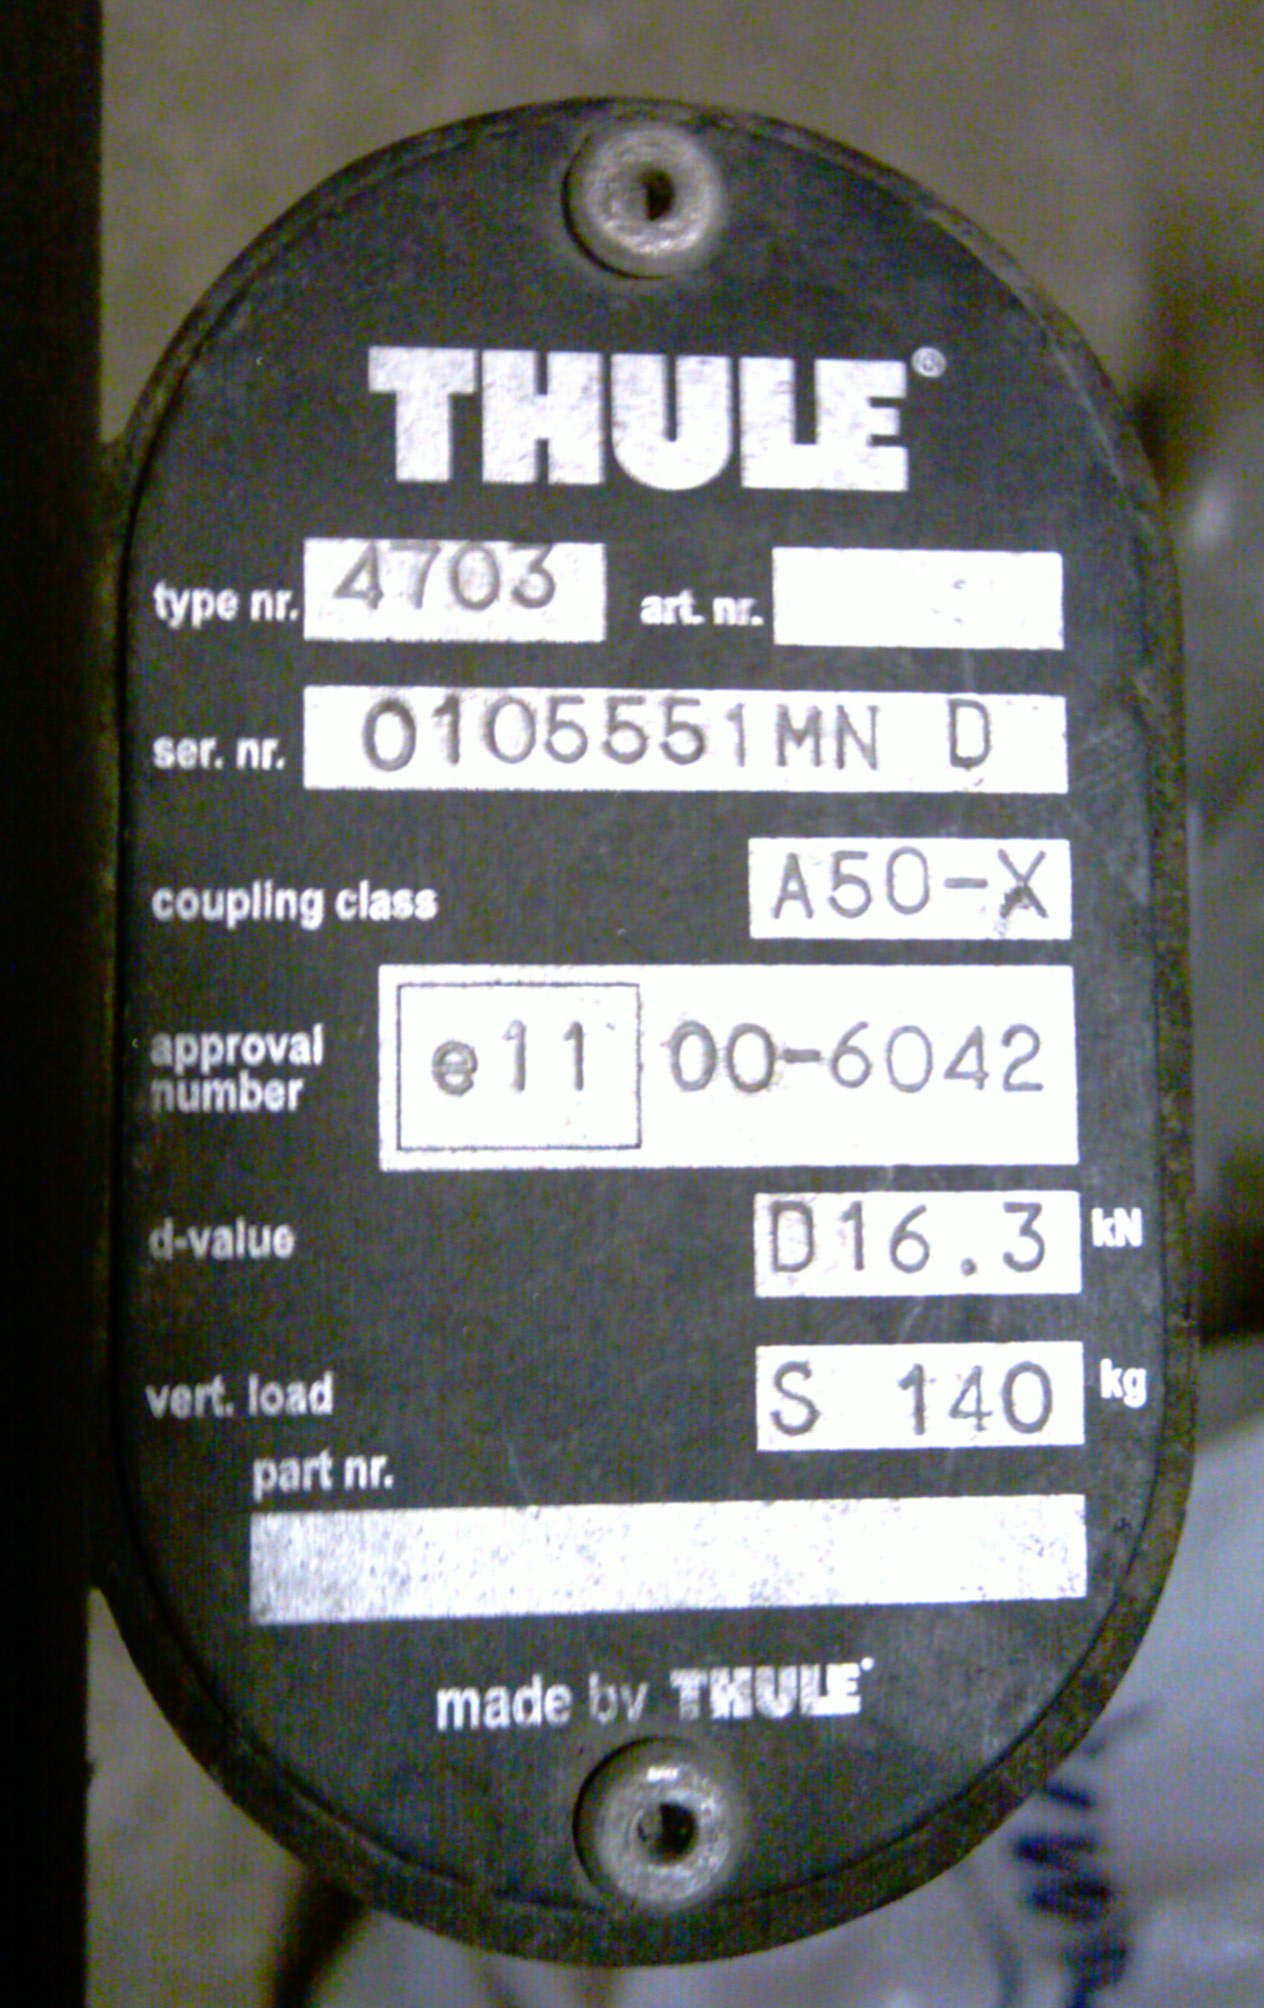 THULE®
type nr. 4703 art. nr.
ser. nr. 0105551MN D
coupling class A50-X
approval number e11 00-6042
d-value D16.3 kN
vert. load S 140 kg
part nr.
made by THULE